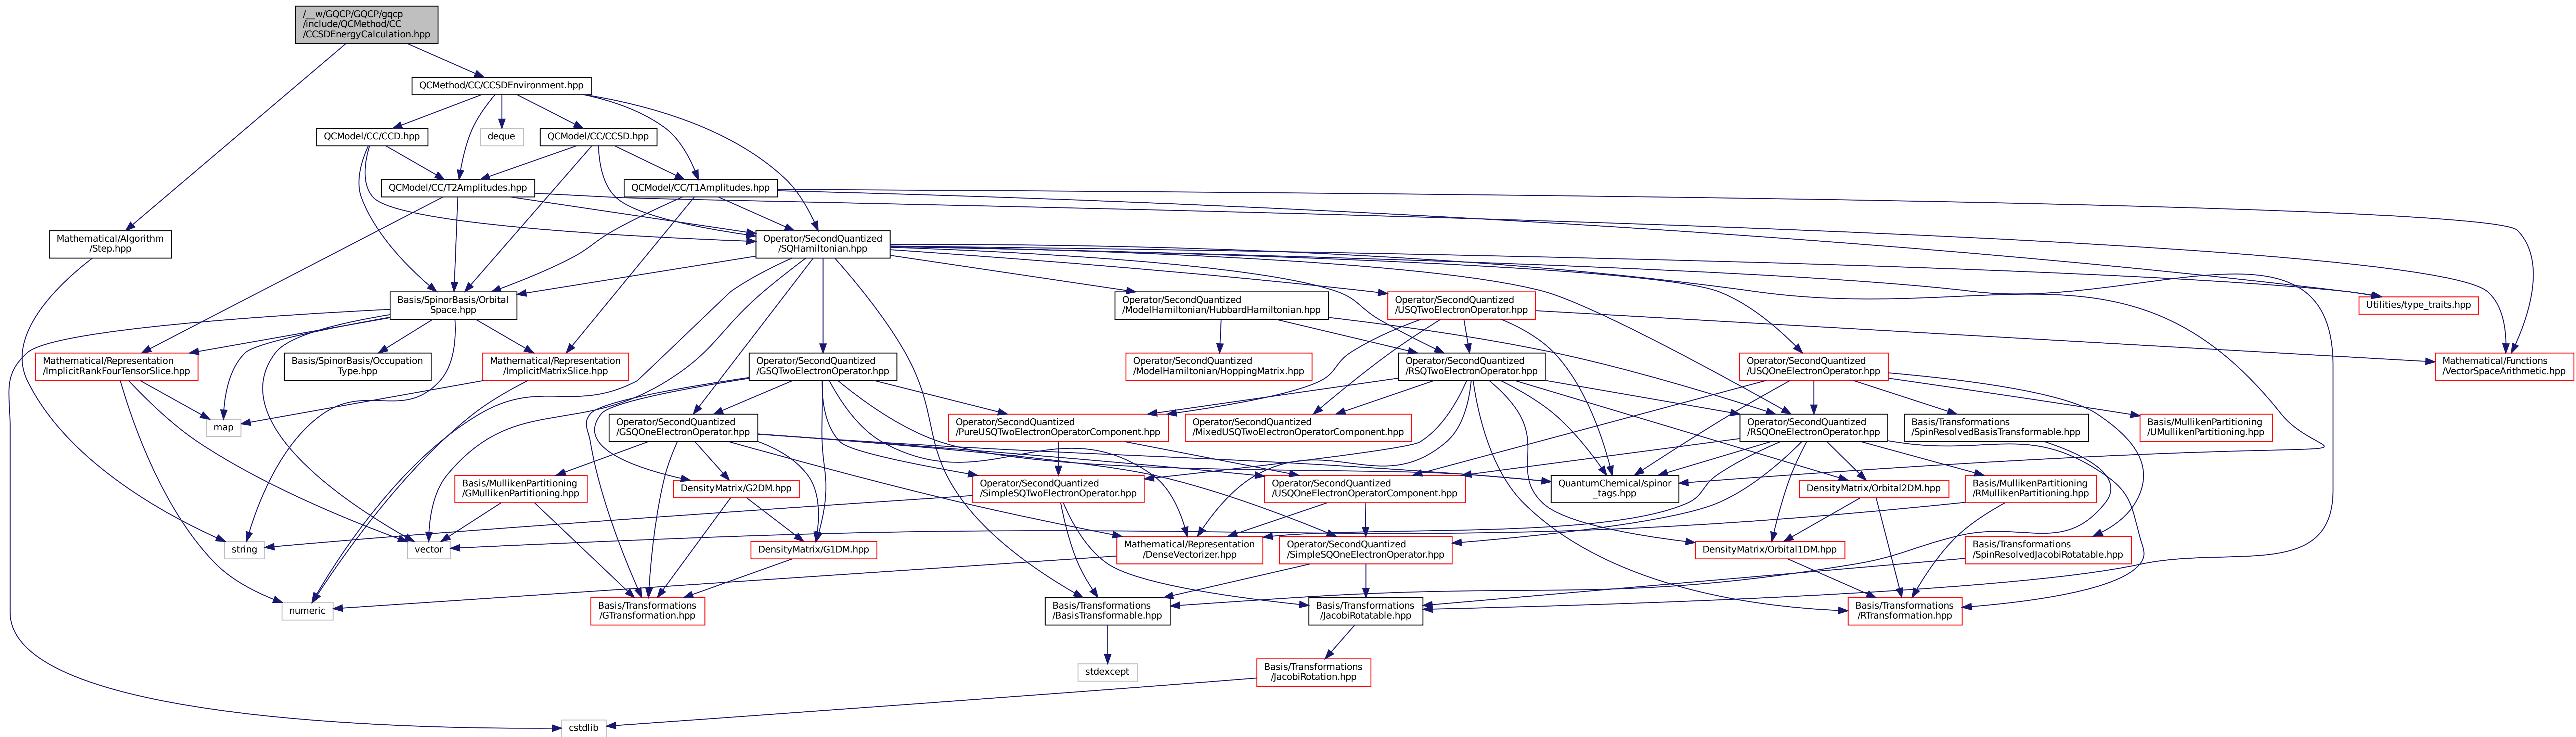 /__w/GQCP/GQCP/gqcp
/include/QCMethod/CC
/CCSDEnergyCalculation.hpp
QCMethod/CC/CCSDEnvironment.hpp
QCModel/CC/CCD.hpp
deque
QCModel/CC/CCSD.hpp
QCModel/CC/T2Amplitudes.hpp
QCModel/CC/T1Amplitudes.hpp
Mathematical/Algorithm
/Step.hpp
Operator/SecondQuantized
/SQHamiltonian.hpp
Basis/SpinorBasis/Orbital
Space.hpp
Operator/SecondQuantized
/ModelHamiltonian/HubbardHamiltonian.hpp
Operator/SecondQuantized
/USQTwoElectronOperator.hpp
Utilities/type_traits.hpp
Mathematical/Representation
/ImplicitRankFourTensorSlice.hpp
Basis/SpinorBasis/Occupation
Type.hpp
Mathematical/Representation
/ImplicitMatrixSlice.hpp
Operator/SecondQuantized
/GSQTwoElectronOperator.hpp
Operator/SecondQuantized
/ModelHamiltonian/HoppingMatrix.hpp
Operator/SecondQuantized
/RSQTwoElectronOperator.hpp
Operator/SecondQuantized
/USQOneElectronOperator.hpp
Mathematical/Functions
/VectorSpaceArithmetic.hpp
map
Operator/SecondQuantized
/GSQOneElectronOperator.hpp
Operator/SecondQuantized
/PureUSQTwoElectronOperatorComponent.hpp
Operator/SecondQuantized
/MixedUSQTwoElectronOperatorComponent.hpp
Operator/SecondQuantized
/RSQOneElectronOperator.hpp
Basis/Transformations
/SpinResolvedBasisTransformable.hpp
Basis/MullikenPartitioning
/UMullikenPartitioning.hpp
Basis/MullikenPartitioning
/GMullikenPartitioning.hpp
DensityMatrix/G2DM.hpp
Operator/SecondQuantized
/SimpleSQTwoElectronOperator.hpp
Operator/SecondQuantized
/USQOneElectronOperatorComponent.hpp
QuantumChemical/spinor
_tags.hpp
DensityMatrix/Orbital2DM.hpp
Basis/MullikenPartitioning
/RMullikenPartitioning.hpp
string
vector
DensityMatrix/G1DM.hpp
Mathematical/Representation
/DenseVectorizer.hpp
Operator/SecondQuantized
/SimpleSQOneElectronOperator.hpp
DensityMatrix/Orbital1DM.hpp
Basis/Transformations
/SpinResolvedJacobiRotatable.hpp
numeric
Basis/Transformations
/GTransformation.hpp
Basis/Transformations
/BasisTransformable.hpp
Basis/Transformations
/JacobiRotatable.hpp
Basis/Transformations
/RTransformation.hpp
stdexcept
Basis/Transformations
/JacobiRotation.hpp
cstdlib